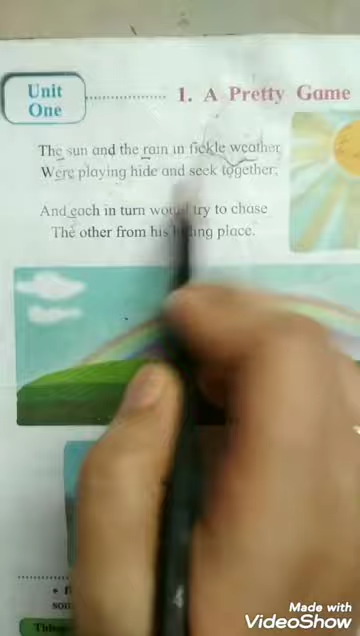 Unit
One
1. A Pretty Game
The sun and the rain in fickle weather
Were playing hide and seek together;
And each in turn would try to chase
The other from his hiding place.
Made with
VideoShow